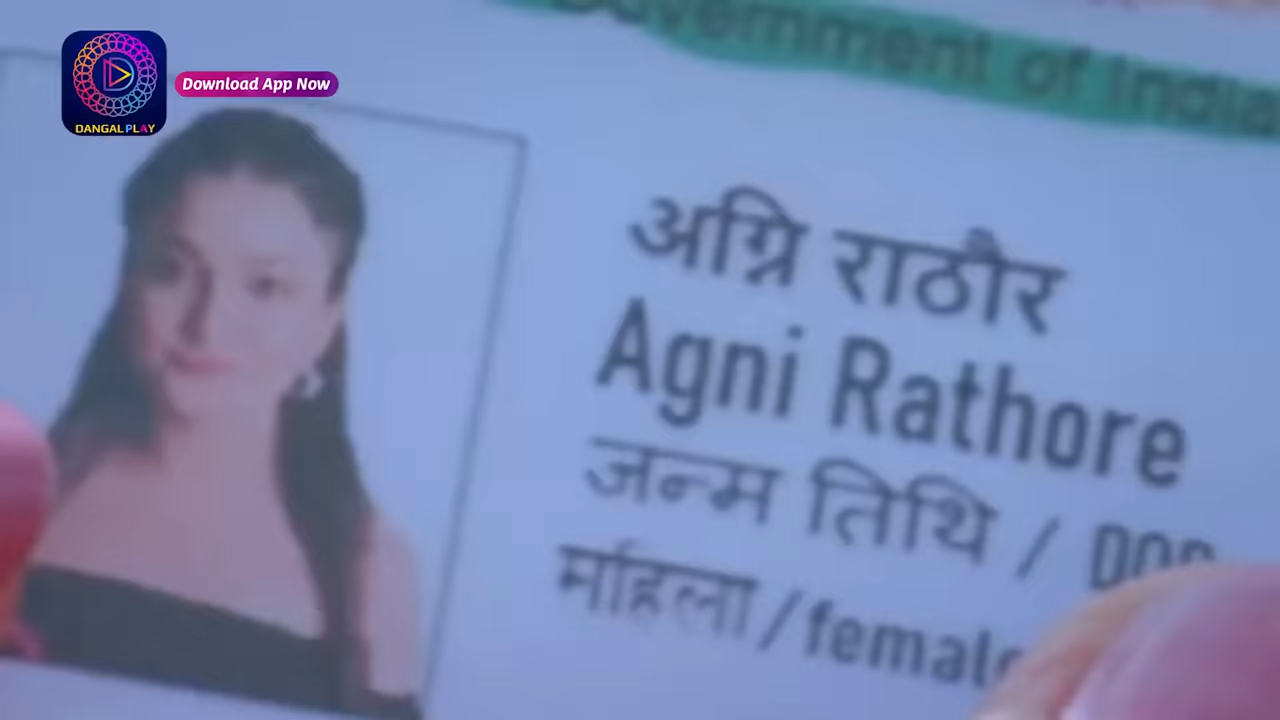 Download App Now
DANGAL PLAY
Government of India
अग्नि राठौर
Agni Rathore
जन्म तिथि / DOB
महिला / female